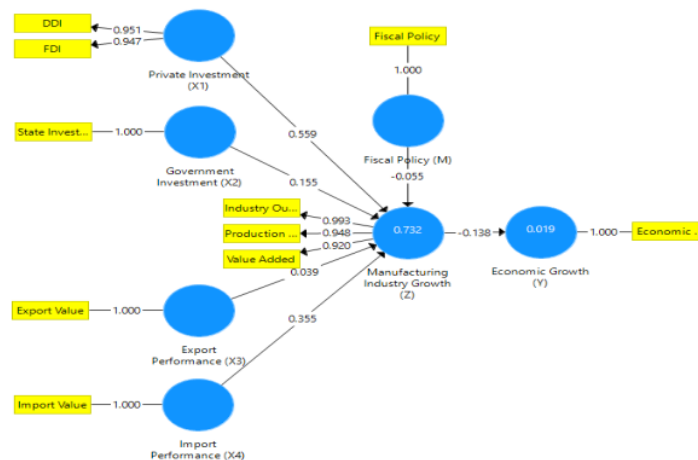 DDI
0.951
FDI
0.947
Private Investment
(X1)
Fiscal Policy
1.000
Fiscal Policy (M)
0.559
-0.055
State Invest...
1.000
Government
Investment (X2)
0.155
Industry Ou...
0.993
Production ...
0.948
Value Added
0.920
0.732
Manufacturing
Industry Growth
(Z)
-0.138
0.019
Economic Growth
(Y)
1.000
Economic ..
0.039
Export Value
1.000
Export
Performance (X3)
0.355
Import Value
1.000
Import
Performance (X4)